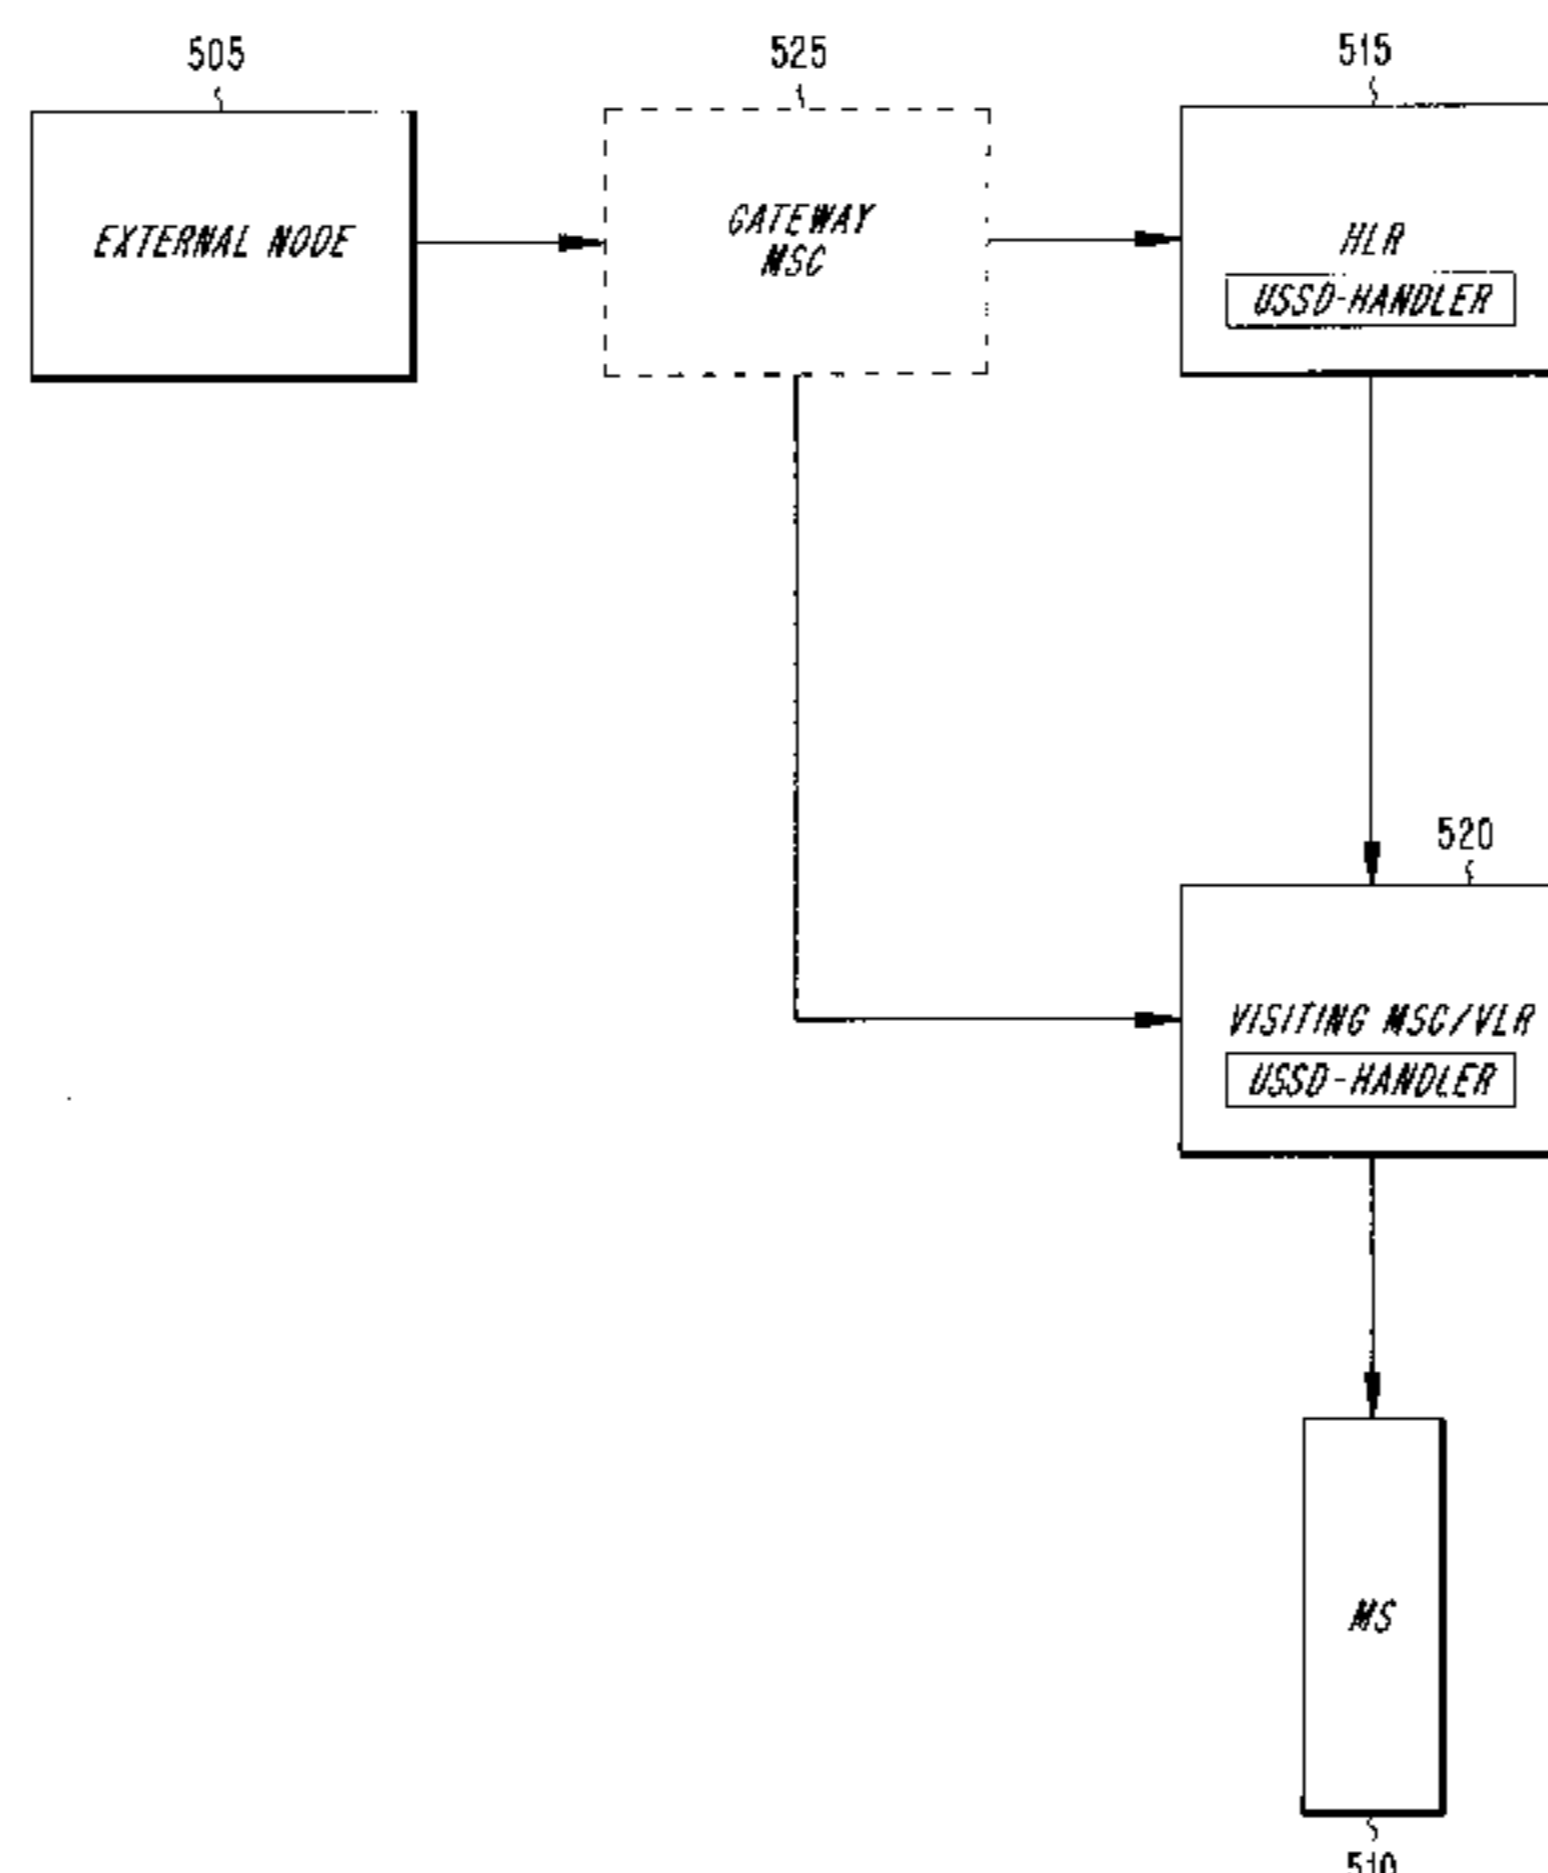 505
525
515
EXTERNAL NODE
GATEWAY
MSC
HLR
USSD-HANDLER
520
VISITING MSC/VLR
USSD-HANDLER
MS
510